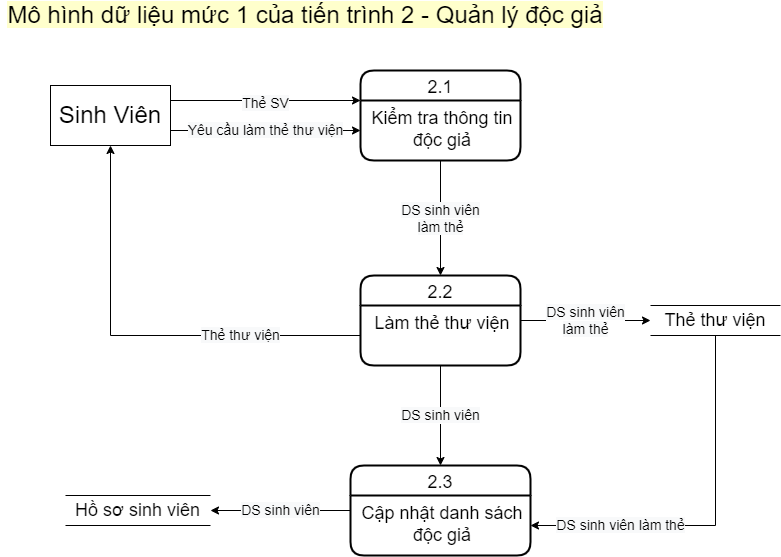 Mô hình dữ liệu mức 1 của tiến trình 2 - Quản lý độc giả
2.1
Sinh Viên
Thẻ SV
Yêu cầu làm thẻ thư viện
Kiểm tra thông tin
độc giả
DS sinh viên
làm thẻ
2.2
Làm thẻ thư viện
DS sinh viên
làm thẻ
Thẻ thư viện
Thẻ thư viện
DS sinh viên
2.3
Cập nhật danh sách
độc giả
DS sinh viên
Hồ sơ sinh viên
DS sinh viên làm thẻ